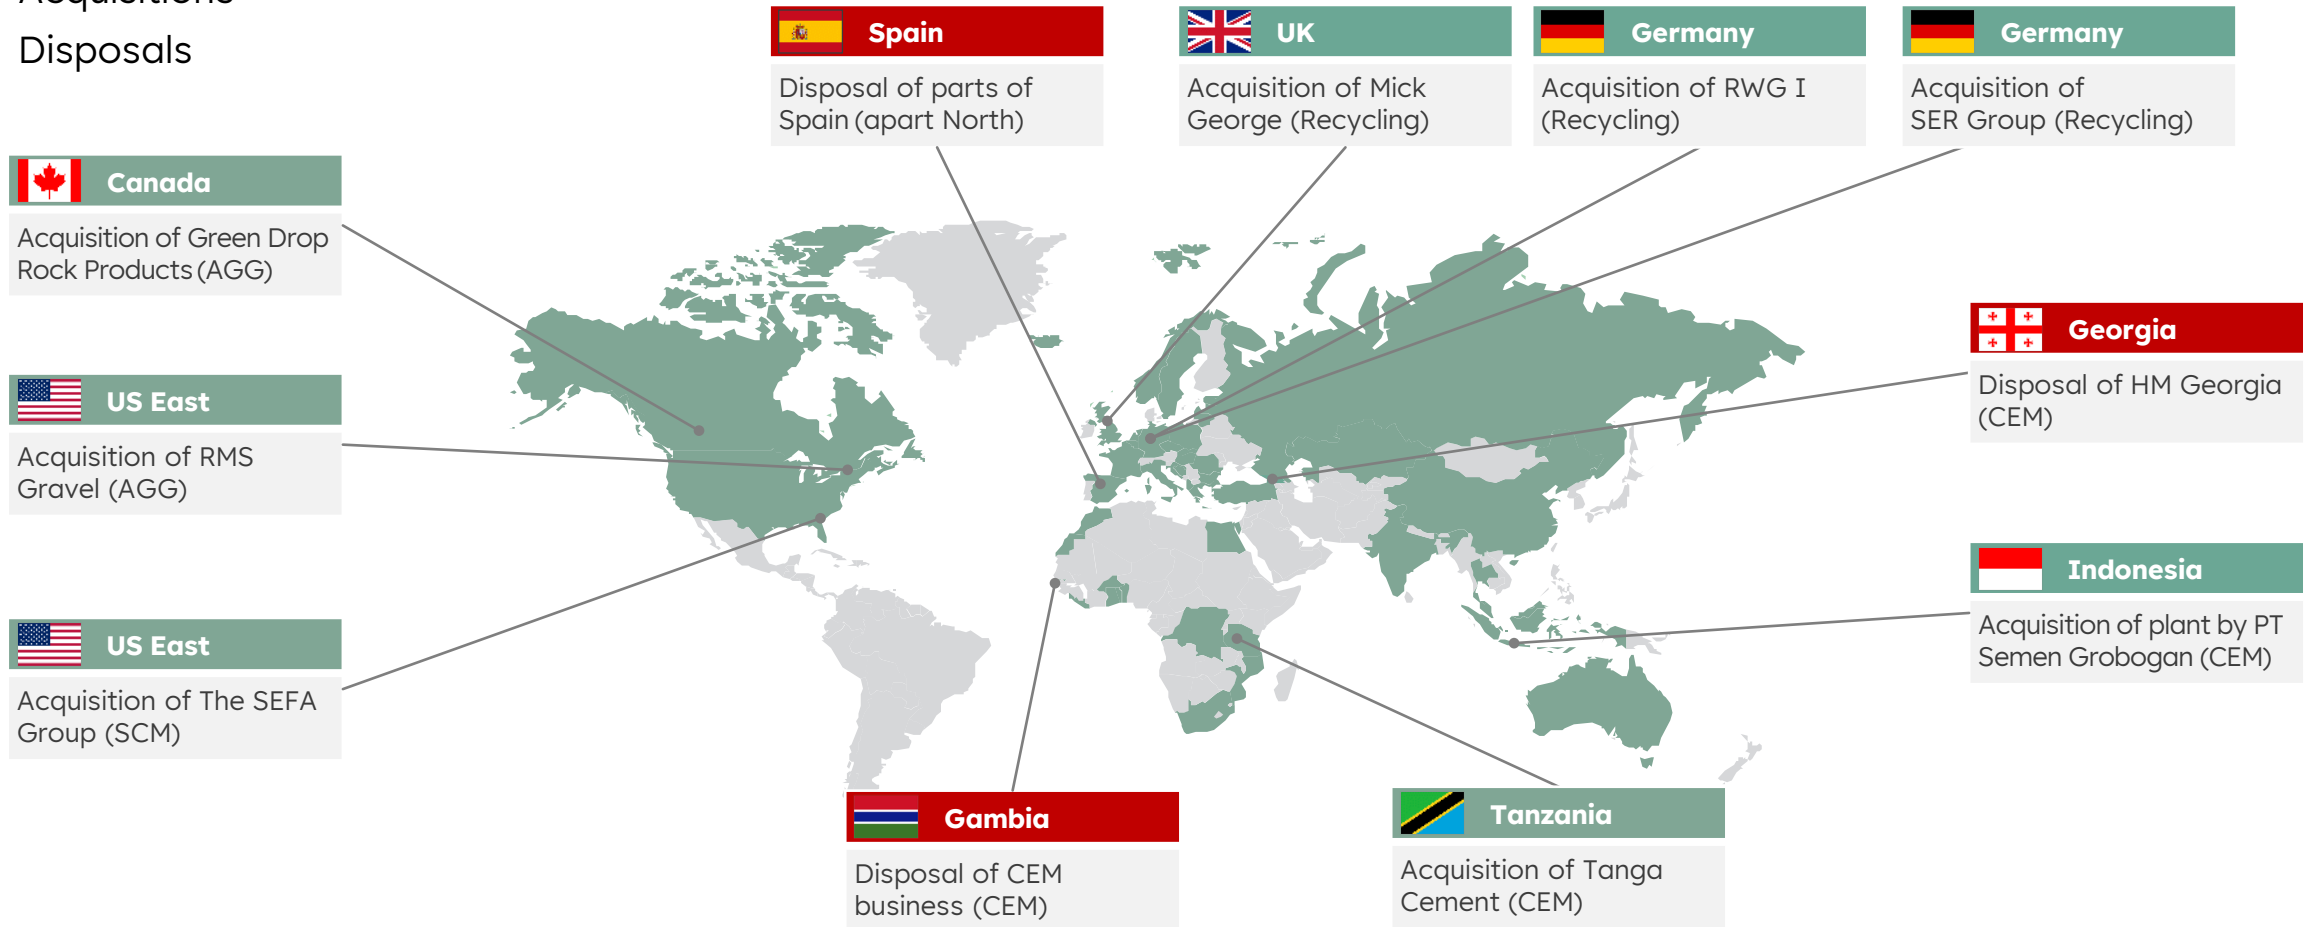 Acquisitions
Disposals
Spain
Disposal of parts of
Spain (apart North)
UK
Acquisition of Mick
George (Recycling)
Germany
Acquisition of RWG I
(Recycling)
Germany
Acquisition of
SER Group (Recycling)
Canada
Acquisition of Green Drop
Rock Products (AGG)
US East
Acquisition of RMS
Gravel (AGG)
US East
Acquisition of The SEFA
Group (SCM)
Georgia
Disposal of HM Georgia
(CEM)
Indonesia
Acquisition of plant by PT
Semen Grobogan (CEM)
Gambia
Disposal of CEM
business (CEM)
Tanzania
Acquisition of Tanga
Cement (CEM)